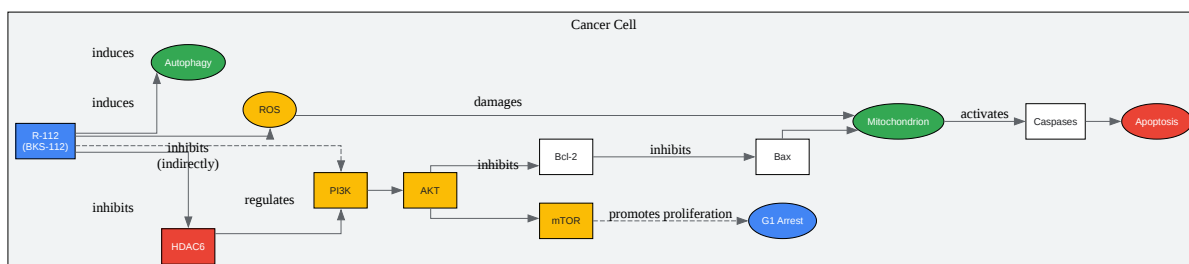 Cancer Cell
induces
Autophagy
induces
ROS
damages
Mitochondrion
activates
Caspases
Apoptosis
R-112
(BKS-112)
inhibits
(indirectly)
Bcl-2
inhibits
Bax
inhibits
PI3K
AKT
regulates
inhibits
mTOR
promotes proliferation
G1 Arrest
HDAC6